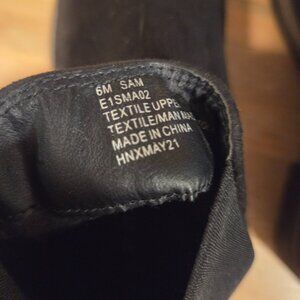 6M SAM
E1SMA02
TEXTILE UPPE
TEXTILE/MAN MA
MADE IN CHINA
HNXMAY21